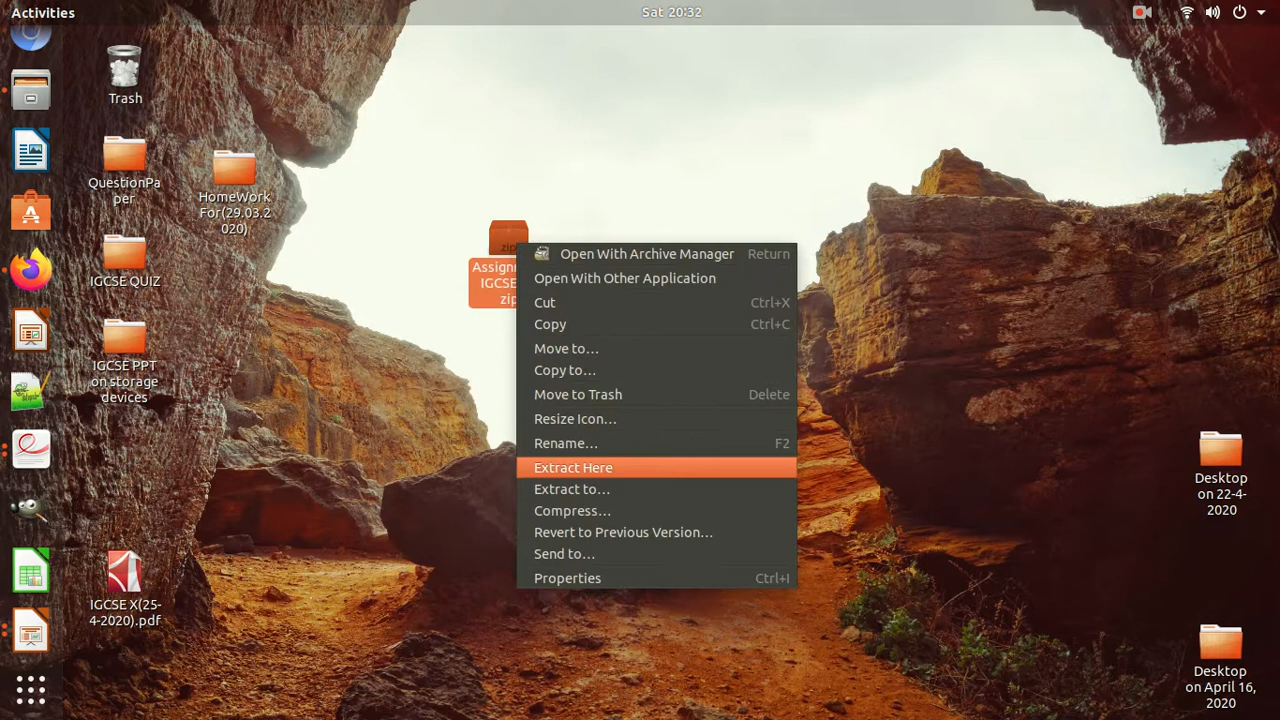 Activities
Sat 20:32
Trash
QuestionPa
per
HomeWork
For(29.03.2
020)
IGCSE QUIZ
IGCSE PPT
on storage
devices
IGCSE X(25-
4-2020).pdf
zip
Assignm
IGCSE
zip
Open With Archive Manager Return
Open With Other Application
Cut Ctrl+X
Copy Ctrl+C
Move to...
Copy to...
Move to Trash Delete
Resize Icon...
Rename... F2
Extract Here
Extract to...
Compress...
Revert to Previous Version...
Send to...
Properties Ctrl+I
Desktop
on 22-4-
2020
Desktop
on April 16,
2020